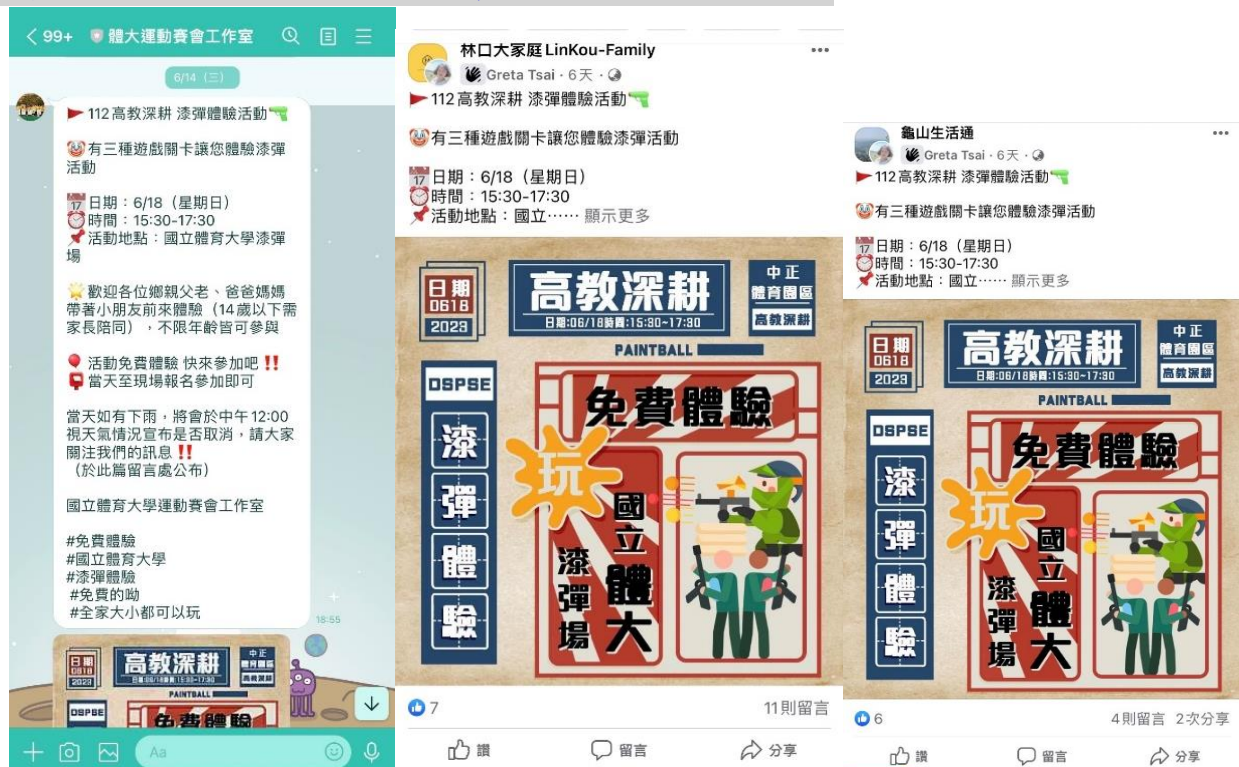 99+ 體大運動賽會工作室
6/14 (三)
112高教深耕 漆彈體驗活動
有三種遊戲關卡讓您體驗漆彈
活動
日期：6/18（星期日）
時間：15:30-17:30
活動地點：國立體育大學漆彈
場
歡迎各位鄉親父老、爸爸媽媽
帶著小朋友前來體驗（14歲以下需
家長陪同），不限年齡皆可參與
活動免費體驗 快來參加吧‼️
當天至現場報名參加即可
當天如有下雨，將會於中午12:00
視天氣情況宣布是否取消，請大家
關注我們的訊息‼️
（於此篇留言處公布）
國立體育大學運動賽會工作室
#免費體驗
#國立體育大學
#漆彈體驗
#免費的呦
#全家大小都可以玩
18:55
日期
0618
2023
高教深耕
日期:06/18時間:15:30~17:30
中正
體育園區
高教深耕
PAINTBALL
DSPSE
免費體驗
Aa
林口大家庭LinKou-Family
Greta Tsai · 6天
112高教深耕 漆彈體驗活動
有三種遊戲關卡讓您體驗漆彈活動
17 日期：6/18（星期日）
時間：15:30-17:30
活動地點：國立…… 顯示更多
日期
0618
2023
高教深耕
日期:06/18時間:15:30~17:30
中正
體育園區
高教深耕
PAINTBALL
DSPSE
漆彈體驗
免費體驗
玩
國立體大
漆彈場
7
11則留言
讚 留言 分享
龜山生活通
Greta Tsai · 6天
112高教深耕 漆彈體驗活動
有三種遊戲關卡讓您體驗漆彈活動
17 日期：6/18（星期日）
時間：15:30-17:30
活動地點：國立…… 顯示更多
日期
0618
2023
高教深耕
日期:06/18時間:15:30~17:30
中正
體育園區
高教深耕
PAINTBALL
DSPSE
漆彈體驗
免費體驗
玩
國立體大
漆彈場
6
4則留言 2次分享
讚 留言 分享